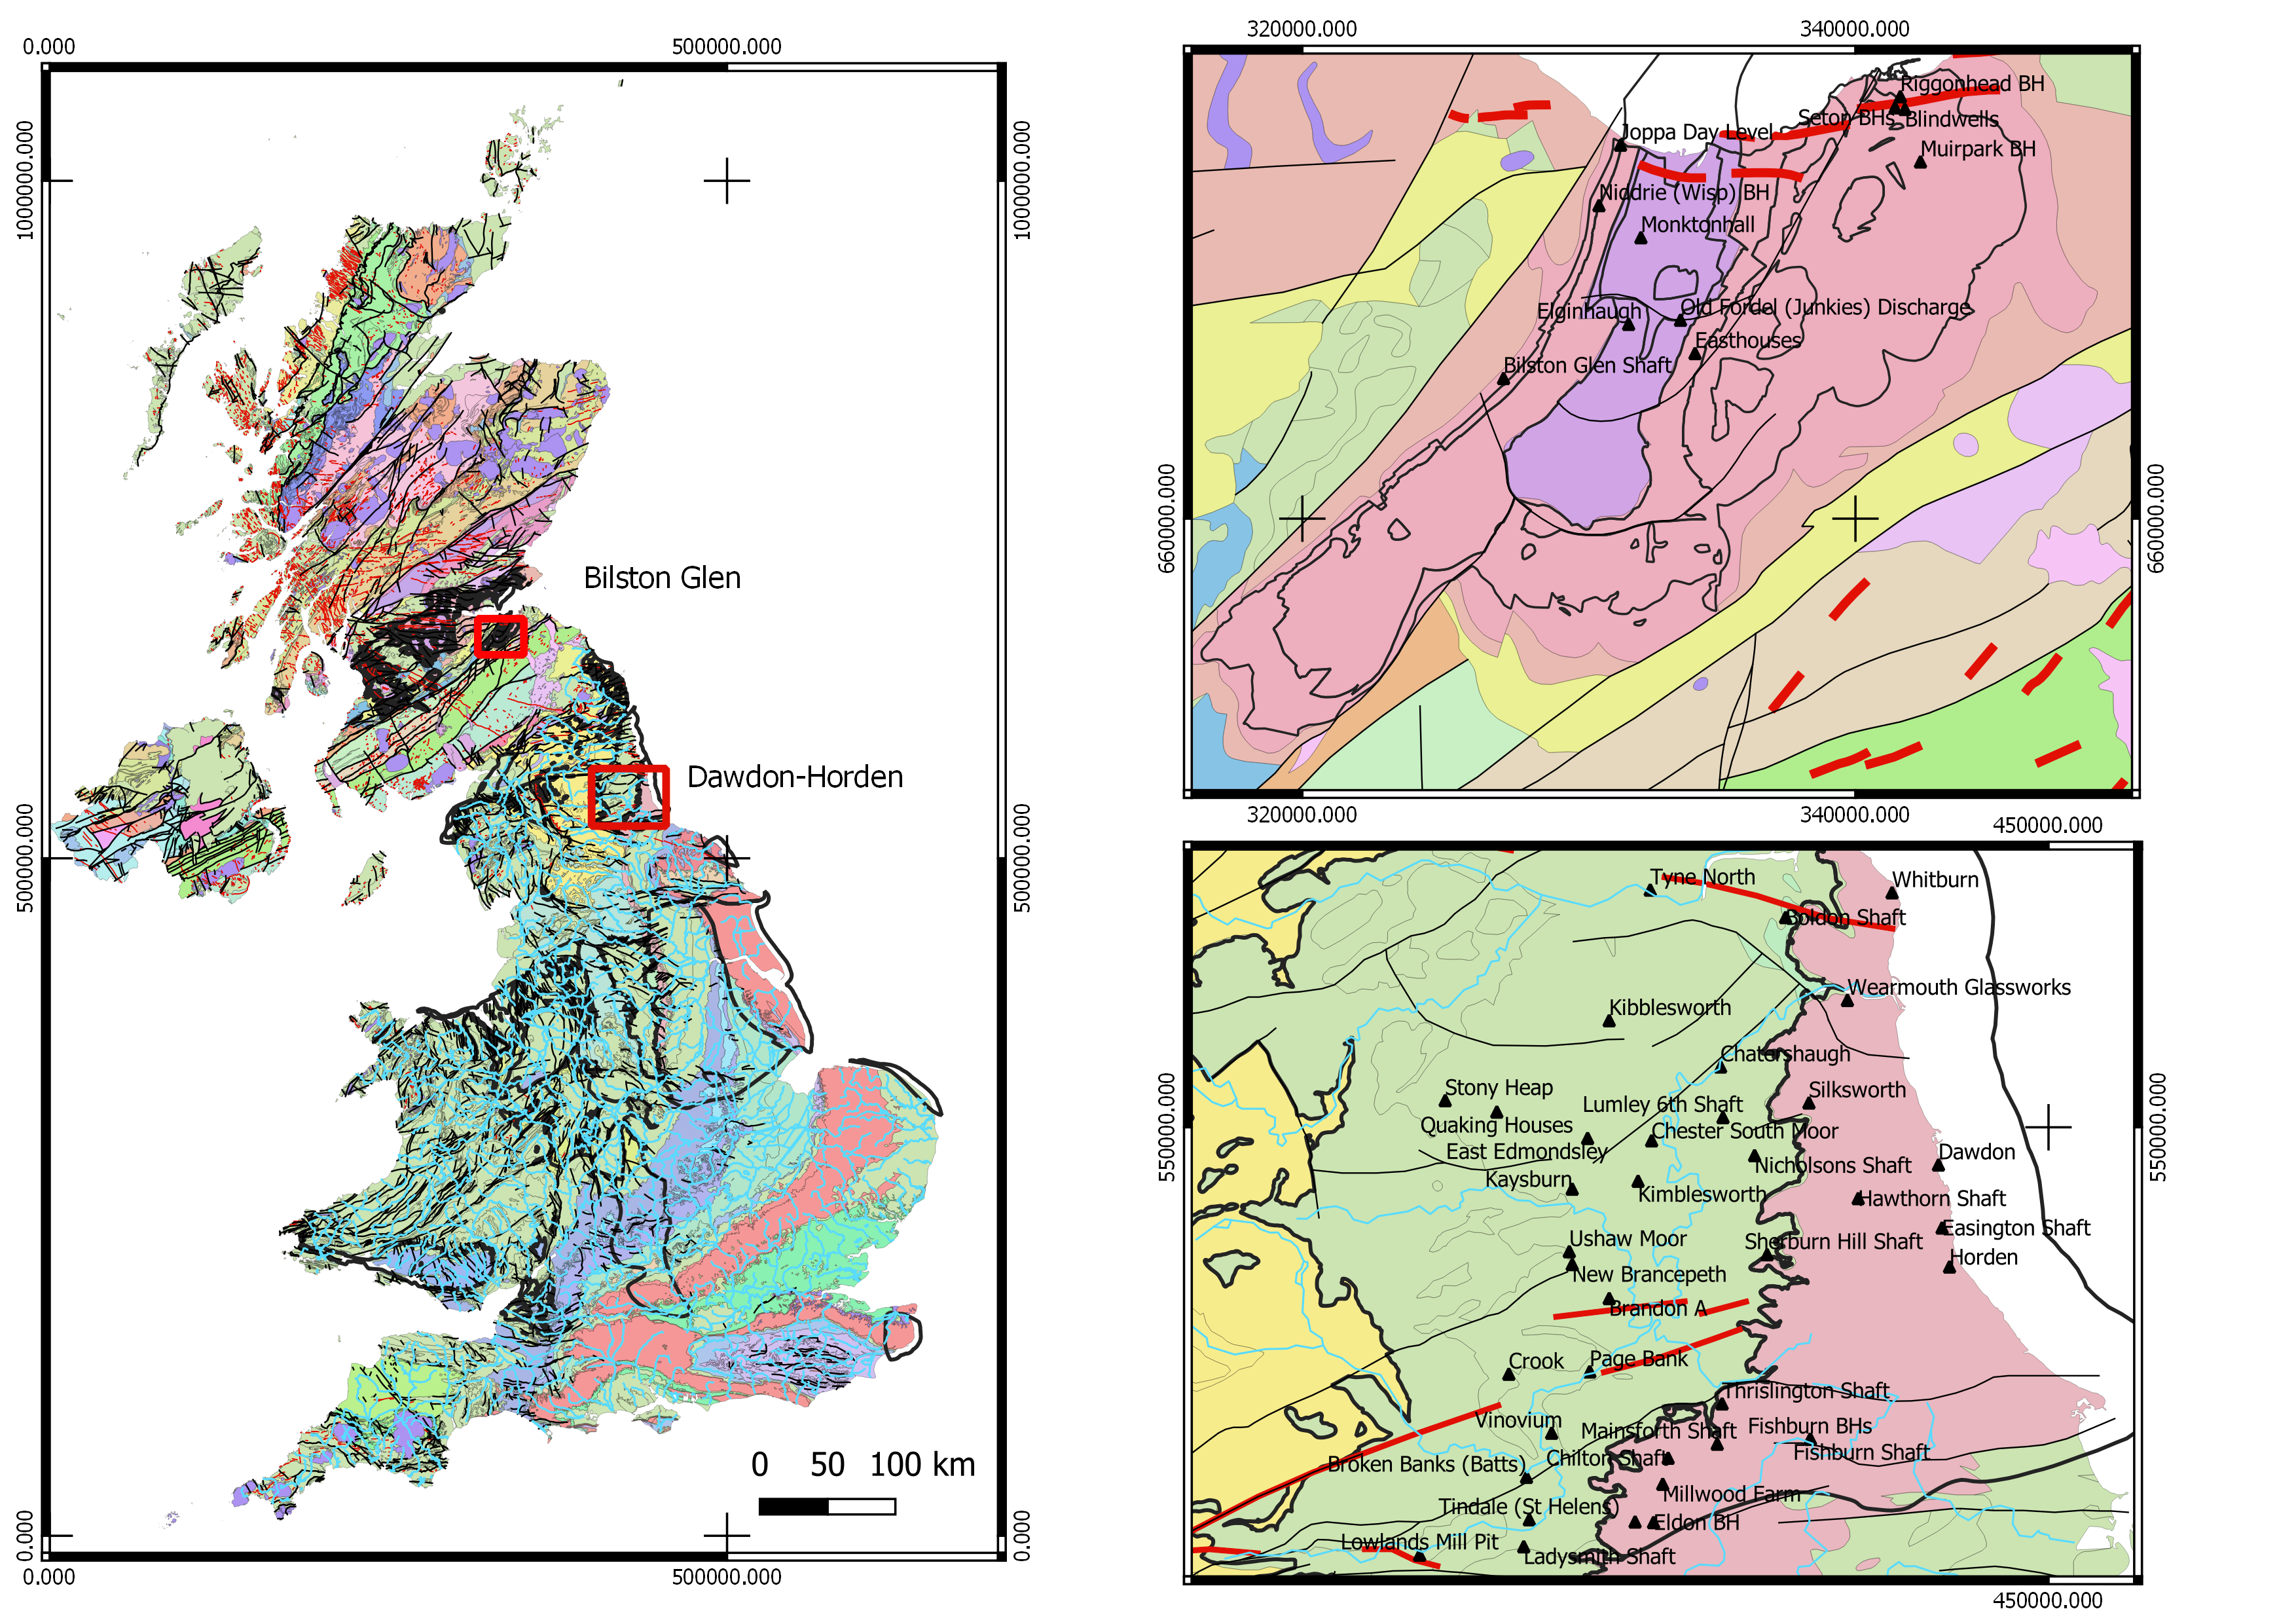 0.000
500000.000
1000000.000
1000000.000
Bilston Glen
Dawdon-Horden
500000.000
500000.000
0 50 100 km
0.000
0.000
0.000
500000.000
320000.000
340000.000
Riggonhead BH
Seton BHs
Blindwells
Joppa Day Level
Muirpark BH
Niddrie (Wisp) BH
Monktonhall
Elginhaugh
Old Fordel (Junkies) Discharge
Easthouses
Bilston Glen Shaft
660000.000
660000.000
320000.000
340000.000
450000.000
Tyne North
Whitburn
Boldon Shaft
Wearmouth Glassworks
Kibblesworth
Chatershaugh
Stony Heap
Silksworth
Lumley 6th Shaft
Quaking Houses
Chester South Moor
East Edmondsley
Dawdon
Nicholsons Shaft
Kaysburn
Kimblesworth
Hawthorn Shaft
Easington Shaft
Ushaw Moor
Sherburn Hill Shaft
Horden
New Brancepeth
Brandon A
Page Bank
Crook
Thrislington Shaft
Vinovium
Mainsforth Shaft
Fishburn BHs
Fishburn Shaft
Broken Banks (Batts)
Chilton Shaft
Millwood Farm
Tindale (St Helens)
Eldon BH
Lowlands Mill Pit
Ladysmith Shaft
550000.000
550000.000
450000.000